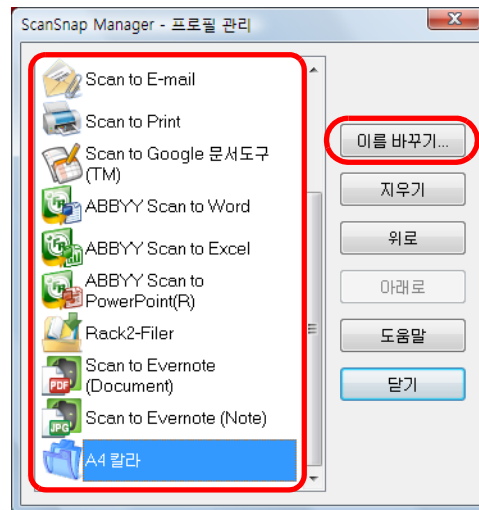 ScanSnap Manager - 프로필 관리
Scan to E-mail
Scan to Print
Scan to Google 문서도구
(TM)
ABBYY Scan to Word
ABBYY Scan to Excel
ABBYY Scan to
PowerPoint(R)
Rack2-Filer
Scan to Evernote
(Document)
PDF
Scan to Evernote (Note)
JPG
A4 칼라
이름 바꾸기...
지우기
위로
아래로
도움말
닫기